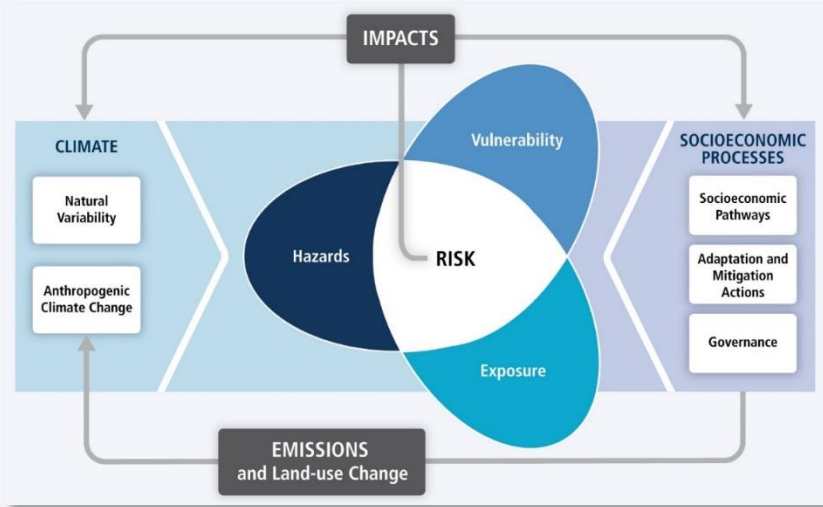 IMPACTS
CLIMATE
Natural
Variability
Anthropogenic
Climate Change
Vulnerability
Hazards
RISK
Exposure
SOCIOECONOMIC
PROCESSES
Socioeconomic
Pathways
Adaptation and
Mitigation
Actions
Governance
EMISSIONS
and Land-use Change